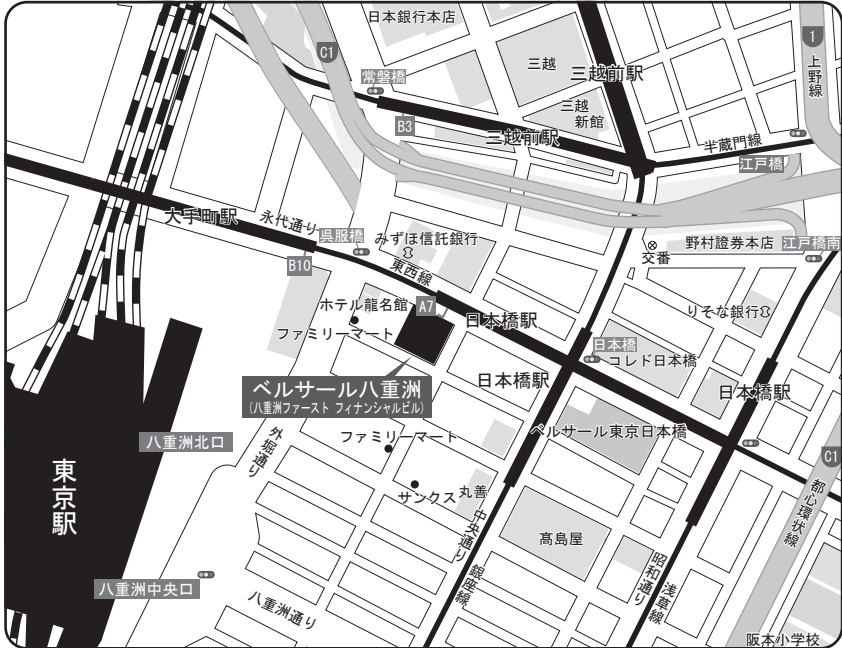 日本銀行本店
C1
1
上野線
三越
三越前駅
常磐橋
三越
新館
B3
三越前駅
半蔵門線
江戸橋
大手町駅
永代通り
呉服橋
みずほ信託銀行
野村證券本店
江戸橋南
交番
B10
東西線
ホテル龍名館
A7
りそな銀行
ファミリーマート
日本橋駅
日本橋
コレド日本橋
日本橋駅
日本橋駅
ベルサール八重洲
(八重洲ファースト フィナンシャルビル)
外堀通り
八重洲北口
ファミリーマート
ベルサール東京日本橋
C1
東京駅
サンクス
丸善
中央通り
銀座線
髙島屋
都心環状線
昭和通り
浅草線
八重洲中央口
八重洲通り
阪本小学校